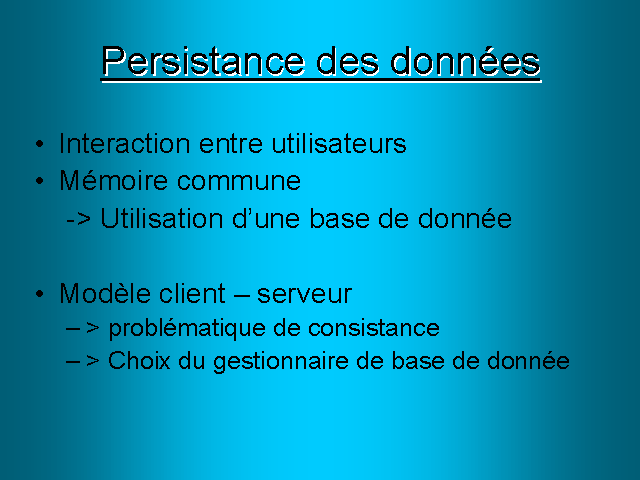 Persistance des données
• Interaction entre utilisateurs
• Mémoire commune
-> Utilisation d’une base de donnée
• Modèle client – serveur
– > problématique de consistance
– > Choix du gestionnaire de base de donnée